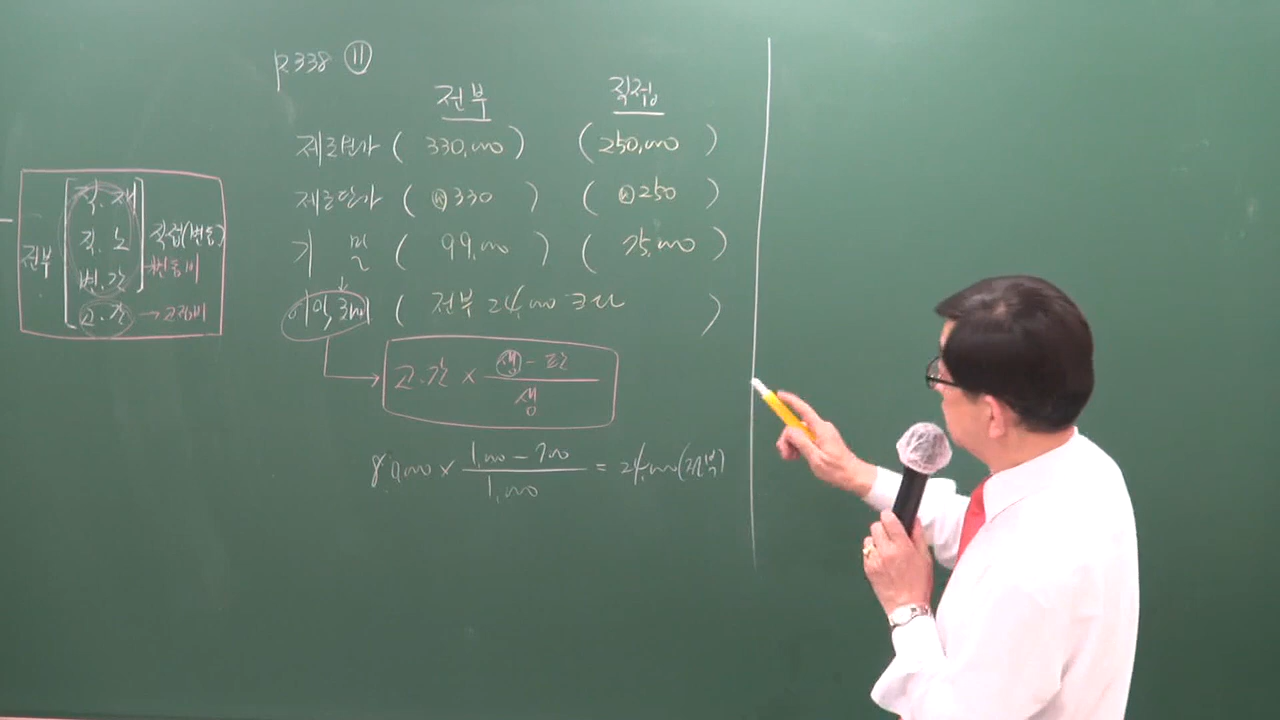 P338 ⑪
전부 직접
제조원가 ( 330,000 ) ( 250,000 )
제조단가 ( @330 ) ( @250 )
기말 ( 99,000 ) ( 75,000 )
이익, 재 ( 전부 24,000 크다 )
고.간 × (생 - 판) / 생
80,000 × (1,000 - 700) / 1,000 = 24,000 (전부)
전부
직.재
직.노
변.간
고.간 → 고정비
직접(변동)
변동비